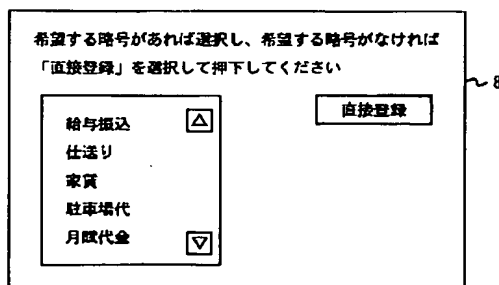 希望する略号があれば選択し、希望する略号がなければ
「直接登録」を選択して押下してください
8
給与振込
直接登録
仕送り
家賃
駐車場代
月賦代金